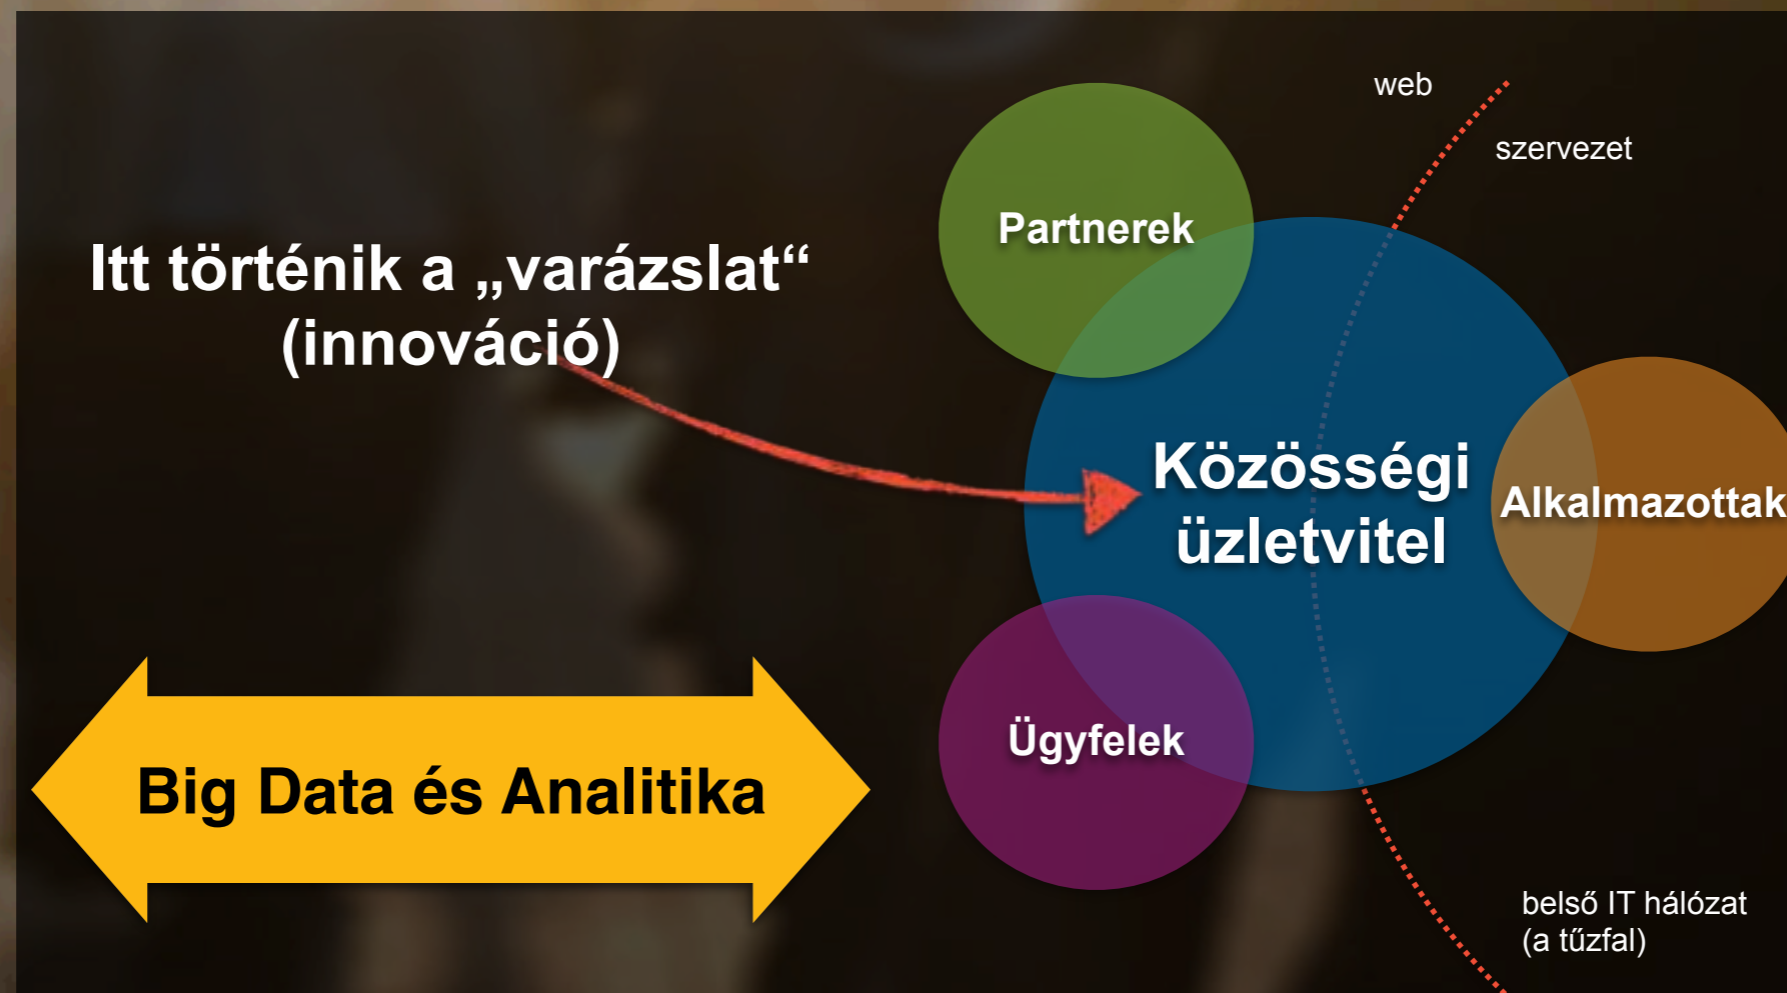 web
szervezet
Partnerek
Itt történik a „varázslat“
(innováció)
Közösségi
üzletvitel
Alkalmazottak
Ügyfelek
Big Data és Analitika
belső IT hálózat
(a tűzfal)